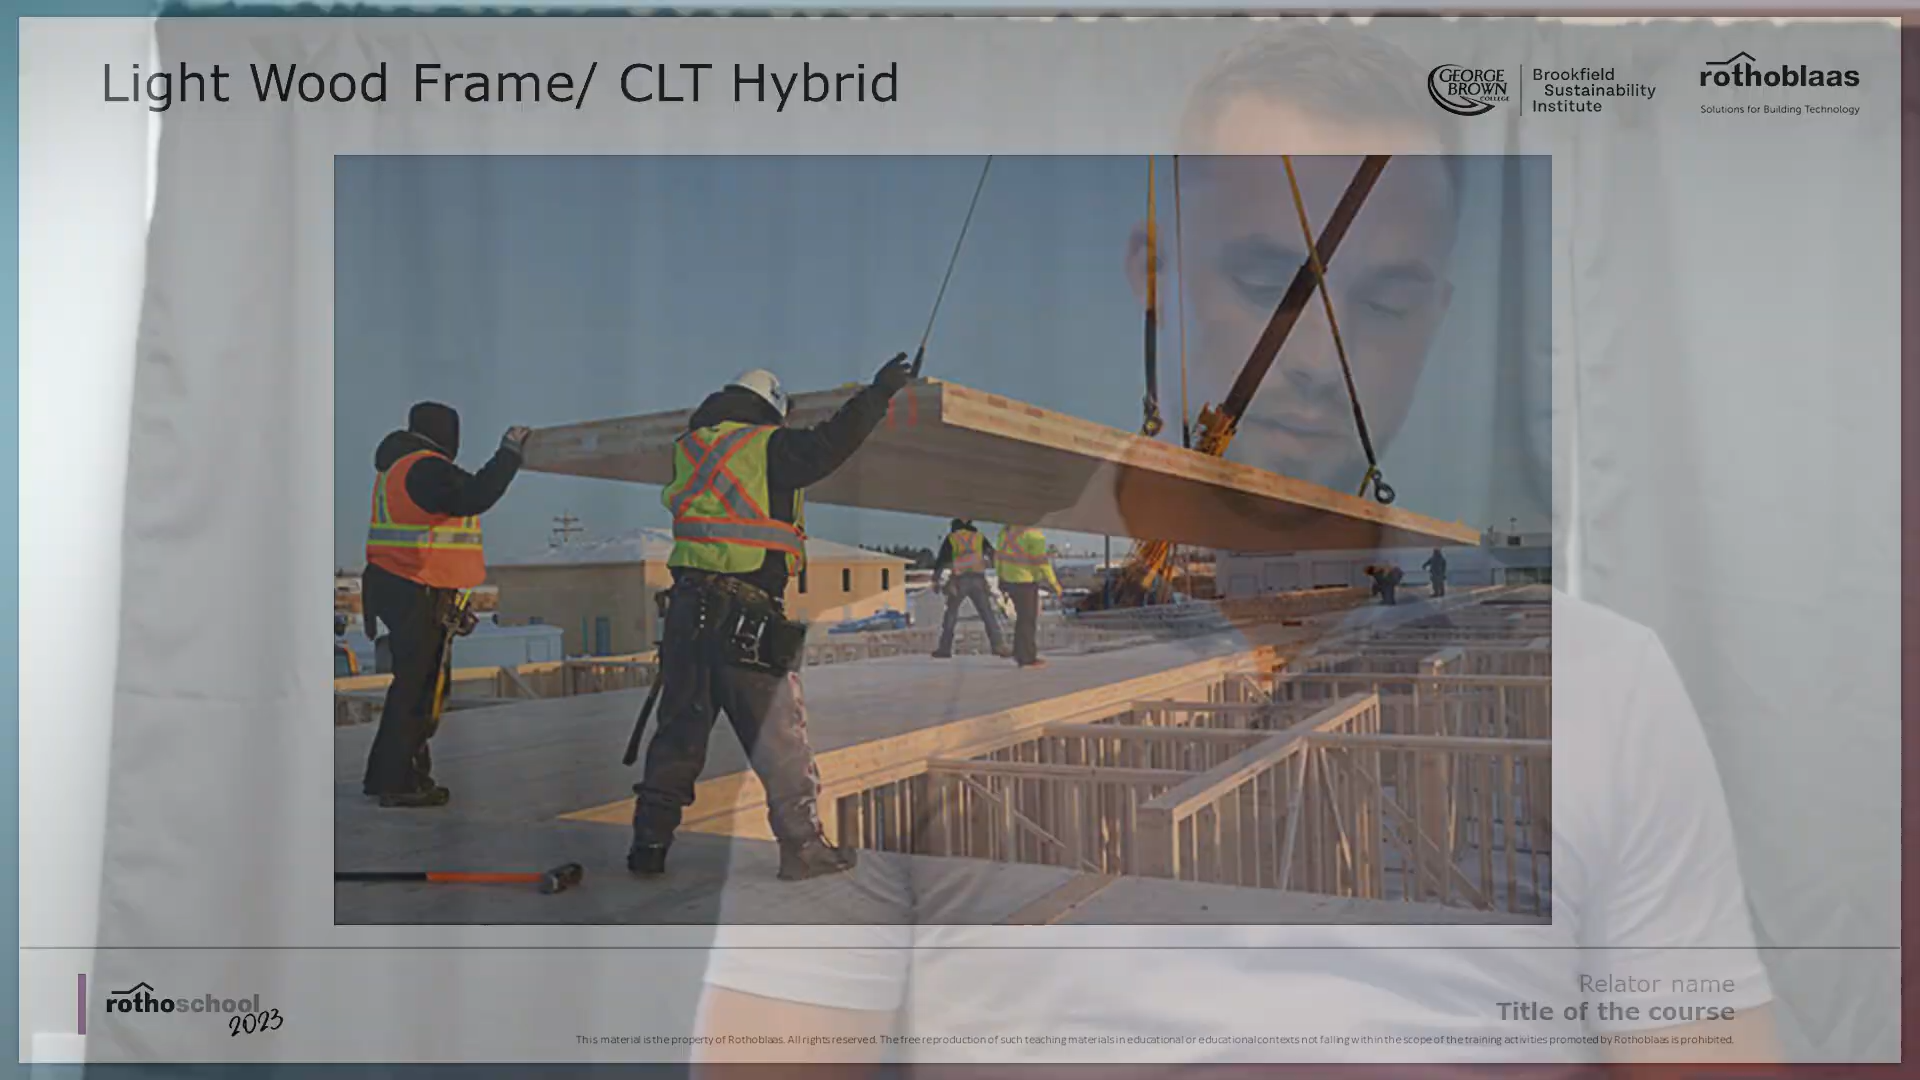 Light Wood Frame/ CLT Hybrid
GEORGE
BROWN
COLLEGE
Brookfield
Sustainability
Institute
rothoblaas
Solutions for Building Technology
rothoschool
2023
Relator name
Title of the course
This material is the property of Rothoblaas. All rights reserved. The free reproduction of such teaching materials in educational or educational contexts not falling within the scope of the training activities promoted by Rothoblaas is prohibited.